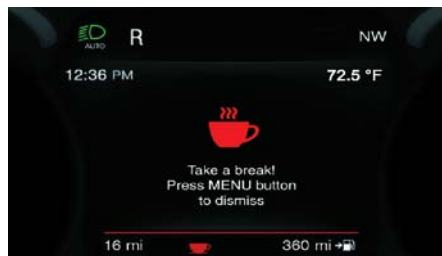 AUTO
R
NW
12:36 PM
72.5 °F
Take a break!
Press MENU button
to dismiss
16 mi
360 mi